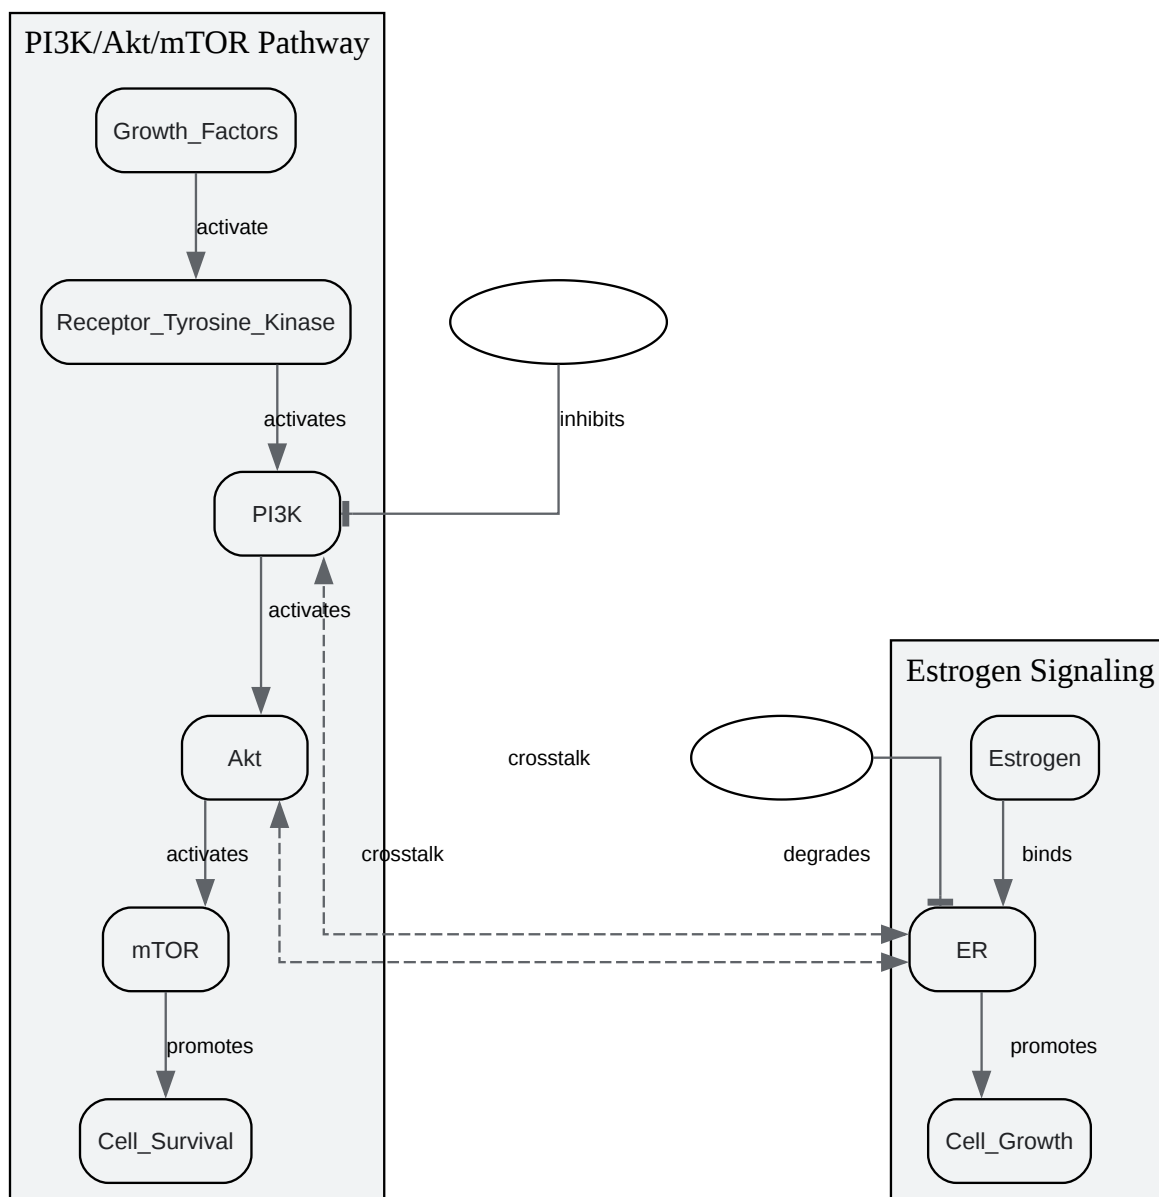 PI3K/Akt/mTOR Pathway
Growth_Factors
activate
Receptor_Tyrosine_Kinase
activates
inhibits
PI3K
activates
Estrogen Signaling
Akt
crosstalk
Estrogen
activates
crosstalk
degrades
binds
mTOR
ER
promotes
promotes
Cell_Survival
Cell_Growth